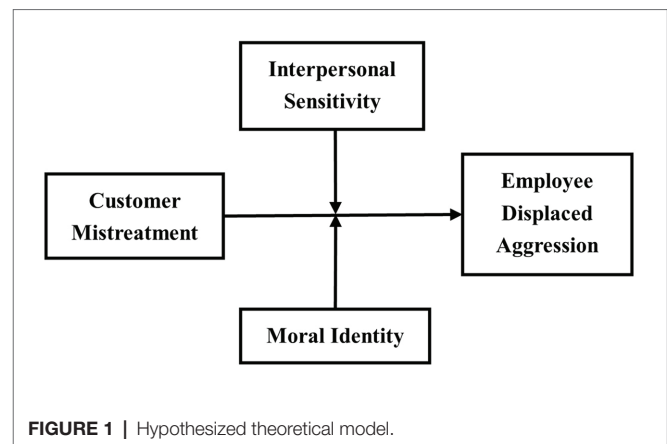 Interpersonal
Sensitivity
Customer
Mistreatment
Employee
Displaced
Aggression
Moral Identity
FIGURE 1 | Hypothesized theoretical model.